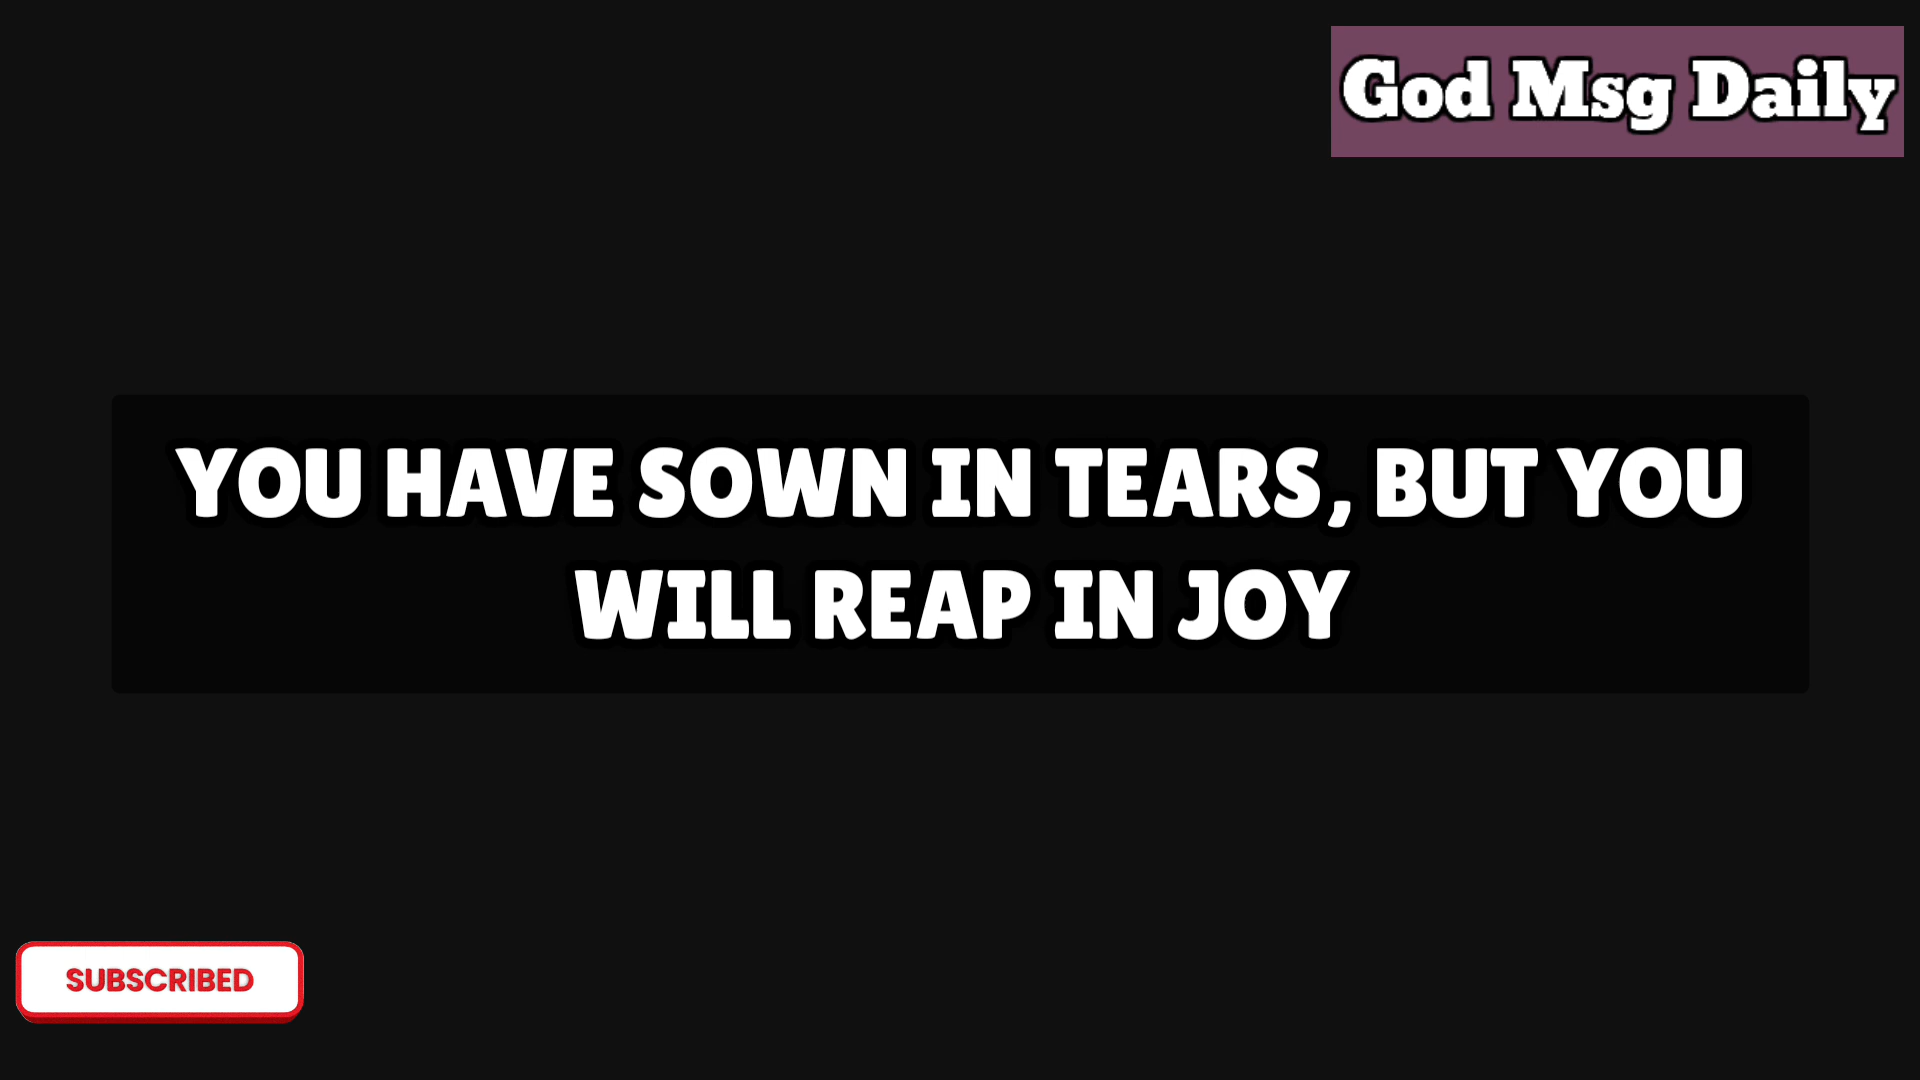 God Msg Daily
YOU HAVE SOWN IN TEARS, BUT YOU
WILL REAP IN JOY
SUBSCRIBED